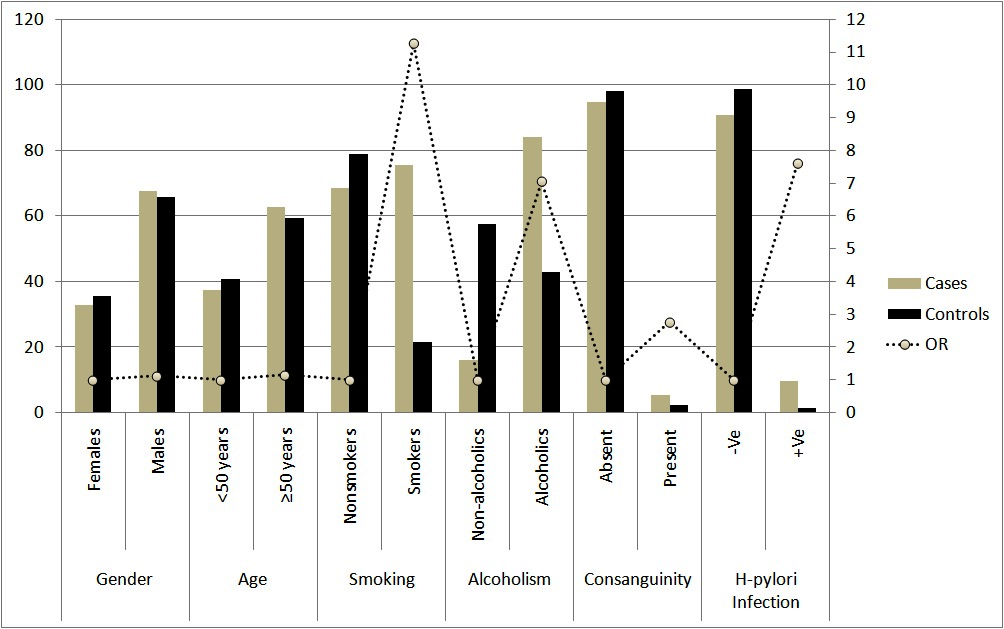 120
100
80
60
40
20
0
12
11
10
9
8
7
6
5
4
3
2
1
0
Females
Males
<50 years
≥50 years
Nonsmokers
Smokers
Non-alcoholics
Alcoholics
Absent
Present
-Ve
+Ve
Gender
Age
Smoking
Alcoholism
Consanguinity
H-pylori
Infection
Cases
Controls
OR